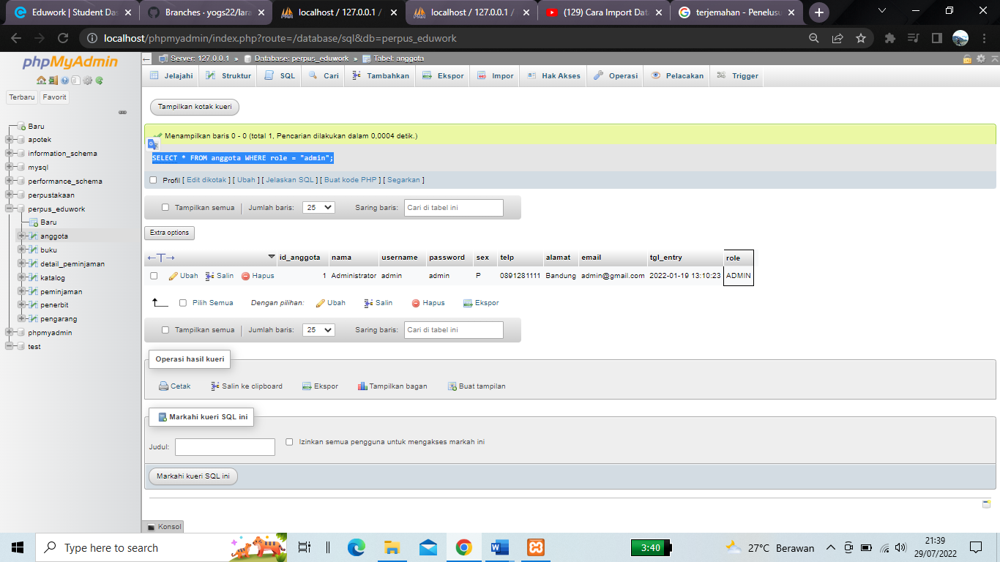 Eduwork | Student Das
Branches · yogs22/lara
localhost / 127.0.0.1 /
localhost / 127.0.0.1 /
(129) Cara Import Data
terjemahan - Penelusu
localhost/phpmyadmin/index.php?route=/database/sql&db=perpus_eduwork
phpMyAdmin
Terbaru Favorit
Baru
apotek
information_schema
mysql
performance_schema
perpustakaan
perpus_eduwork
Baru
anggota
buku
detail_peminjaman
katalog
peminjaman
penerbit
pengarang
phpmyadmin
test
Server: 127.0.0.1 » Database: perpus_eduwork » Tabel: anggota
Jelajahi Struktur SQL Cari Tambahkan Ekspor Impor Hak Akses Operasi Pelacakan Trigger
Tampilkan kotak kueri
Menampilkan baris 0 - 0 (total 1, Pencarian dilakukan dalam 0,0004 detik.)
SELECT * FROM anggota WHERE role = "admin";
Profil [ Edit dikotak ] [ Ubah ] [ Jelaskan SQL ] [ Buat kode PHP ] [ Segarkan ]
Tampilkan semua | Jumlah baris: 25 Saring baris: Cari di tabel ini
Extra options
←T→ id_anggota nama username password sex telp alamat email tgl_entry role
Ubah Salin Hapus 1 Administrator admin admin P 0891281111 Bandung admin@gmail.com 2022-01-19 13:10:23 ADMIN
Pilih Semua Dengan pilihan: Ubah Salin Hapus Ekspor
Tampilkan semua | Jumlah baris: 25 Saring baris: Cari di tabel ini
Operasi hasil kueri
Cetak Salin ke clipboard Ekspor Tampilkan bagan Buat tampilan
Markahi kueri SQL ini
Judul: Izinkan semua pengguna untuk mengakses markah ini
Markahi kueri SQL ini
Konsol
Type here to search
3:40
27°C Berawan
21:39
29/07/2022